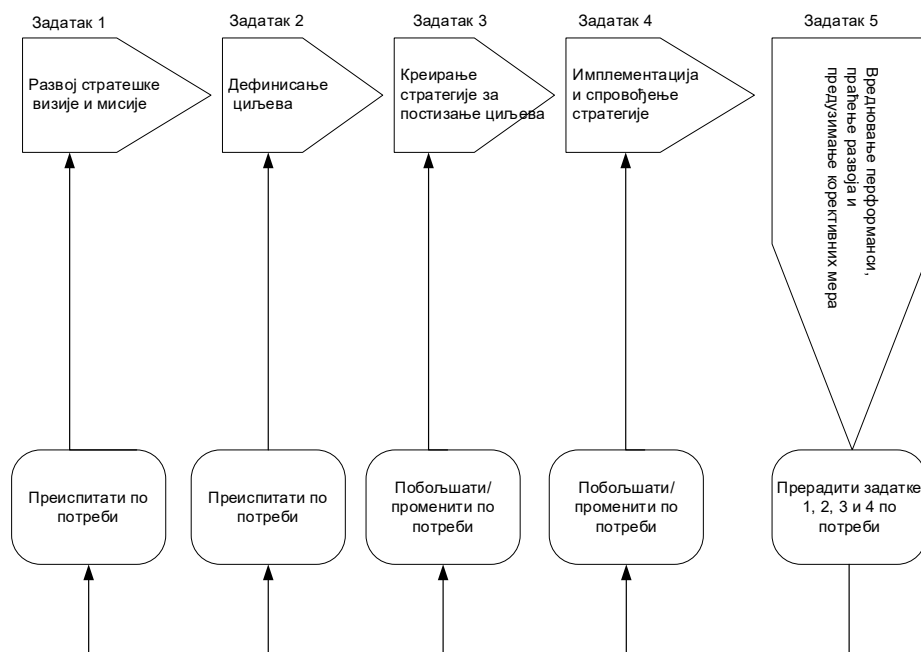 Задатак 1
Задатак 2
Задатак 3
Задатак 4
Задатак 5
Развој стратешке
визије и мисије
Дефинисање
циљева
Креирање
стратегије за
постизање циљева
Имплементација
и спровођење
стратегије
Вредновање перформанси,
праћење развоја и
предузимање корективних мера
Преиспитати по
потреби
Преиспитати по
потреби
Побољшати/
променити по
потреби
Побољшати/
променити по
потреби
Прерадити задатке
1, 2, 3 и 4 по
потреби